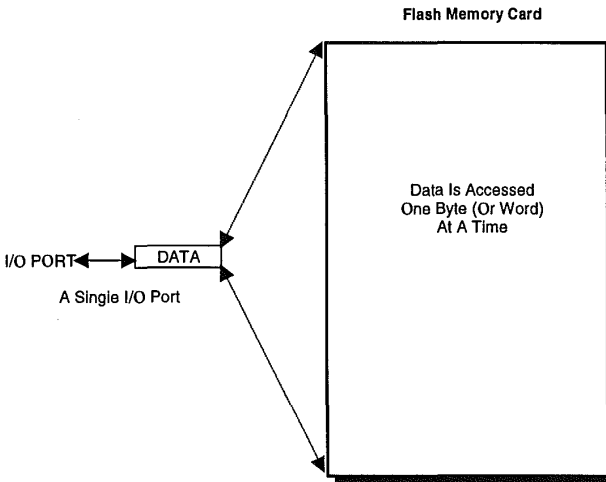 Flash Memory Card
Data Is Accessed
One Byte (Or Word)
At A Time
I/O PORT
DATA
A Single I/O Port